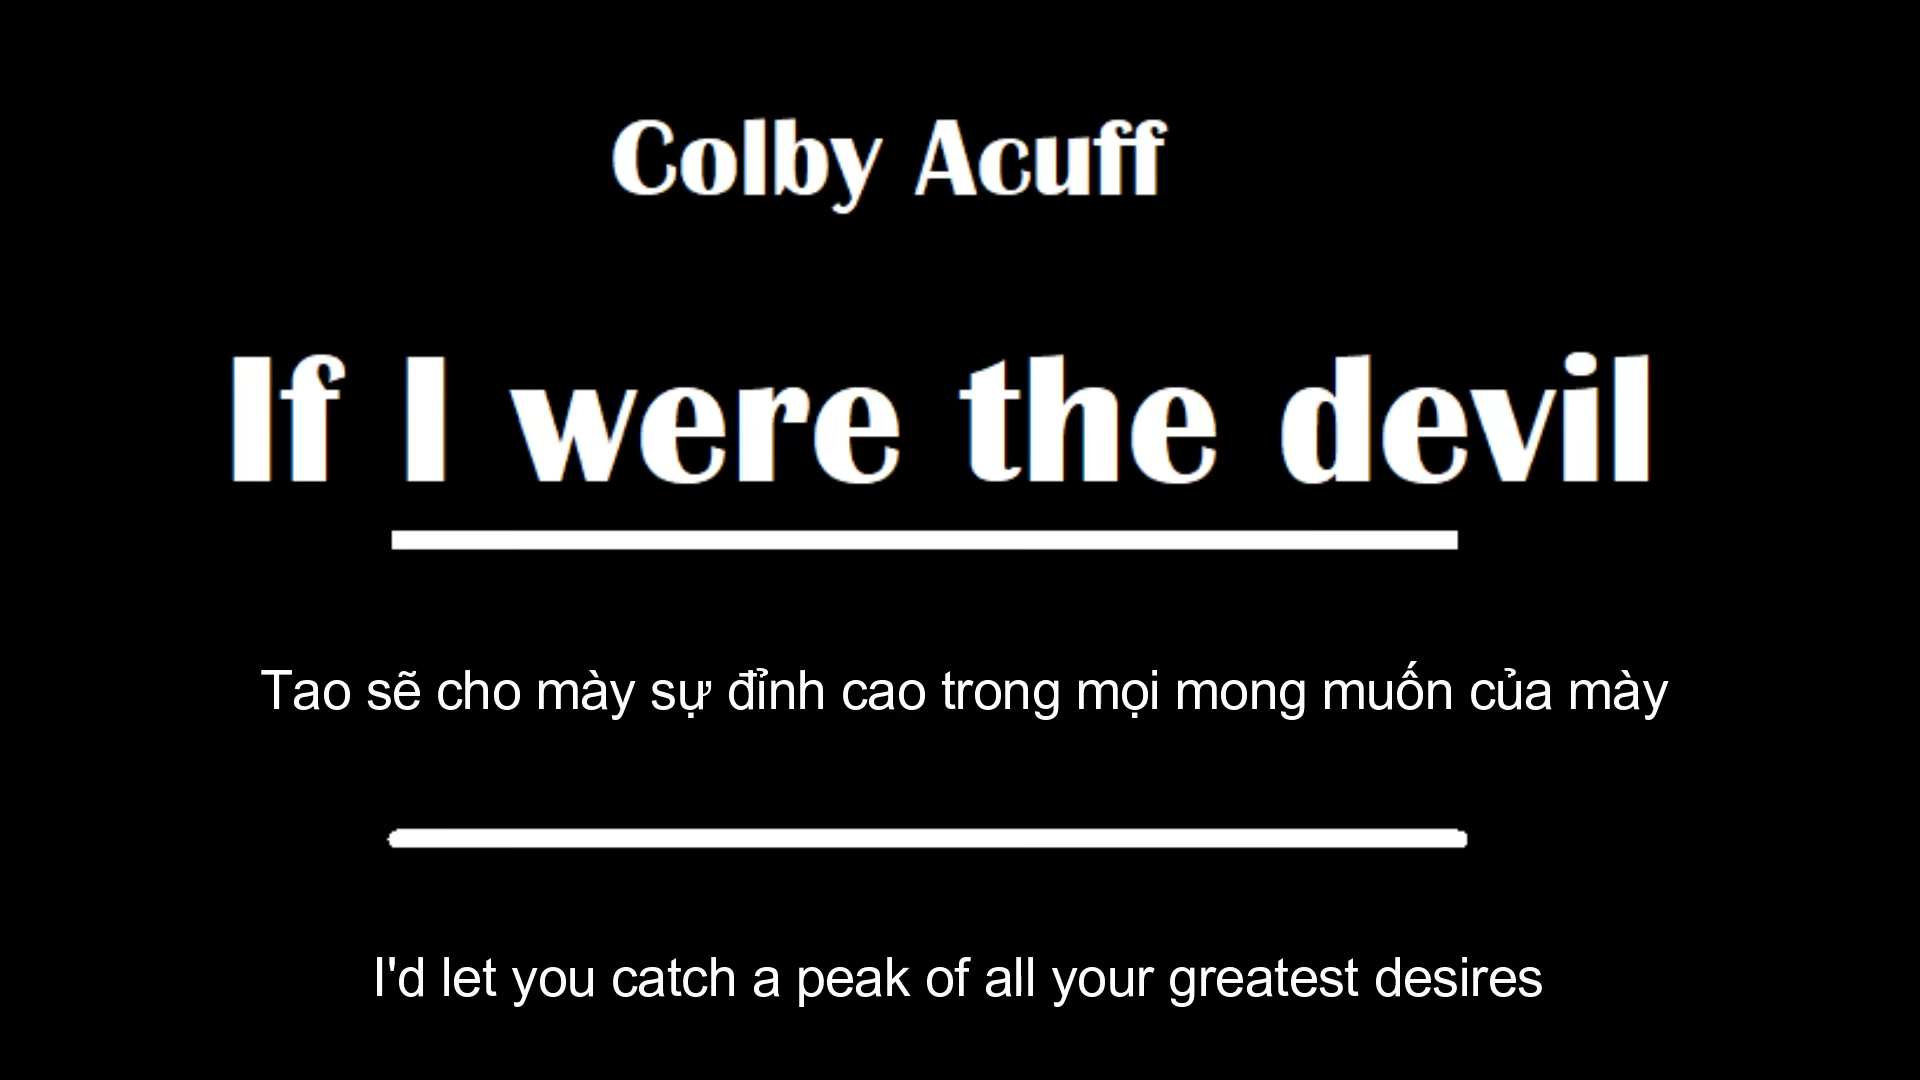 Colby Acuff
If I were the devil
Tao sẽ cho mày sự đỉnh cao trong mọi mong muốn của mày
I'd let you catch a peak of all your greatest desires